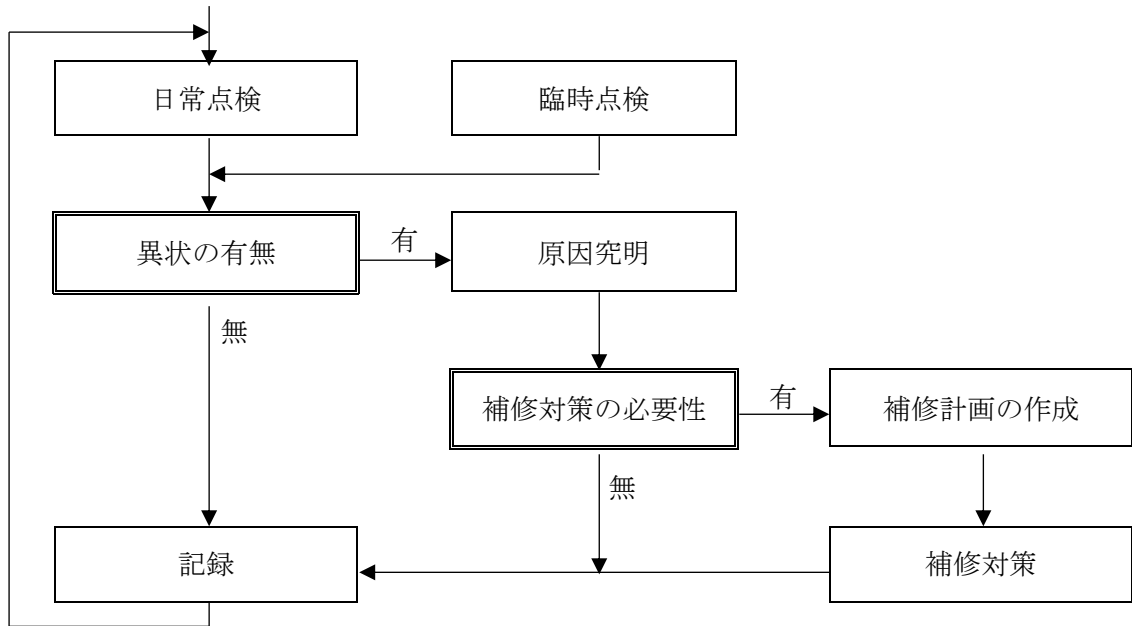 日常点検
臨時点検
異状の有無
有
原因究明
無
補修対策の必要性
有
補修計画の作成
無
記録
補修対策